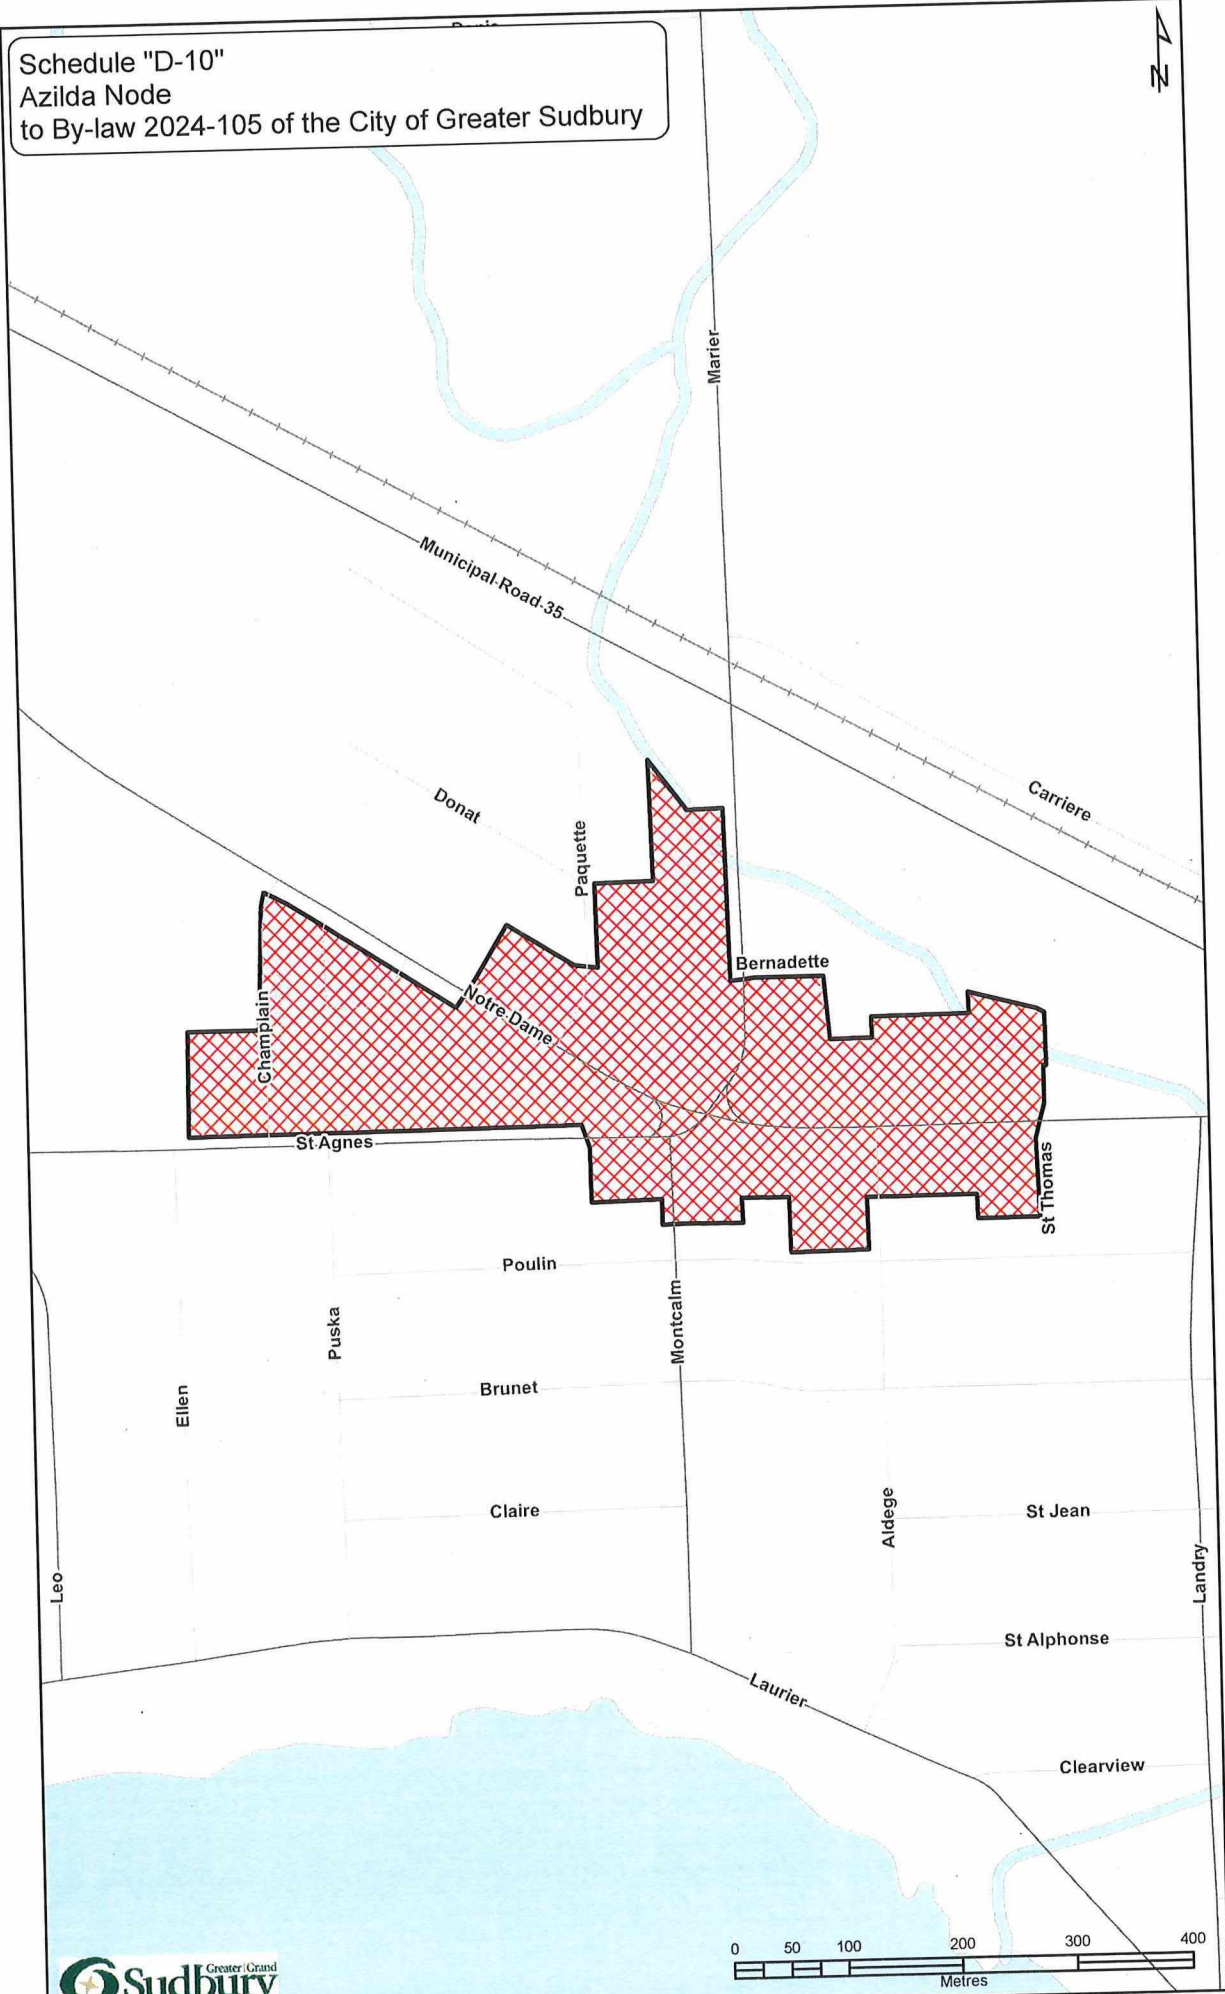 Schedule "D-10"
Azilda Node
to By-law 2024-105 of the City of Greater Sudbury
N
Marier
Municipal Road 35
Carriere
Donat
Paquette
Bernadette
Champlain
Notre Dame
St Agnes
St Thomas
Poulin
Montcalm
Puska
Brunet
Ellen
Claire
Aldege
St Jean
Leo
Landry
St Alphonse
Laurier
Clearview
0 50 100 200 300 400
Metres
Greater Grand
Sudbury